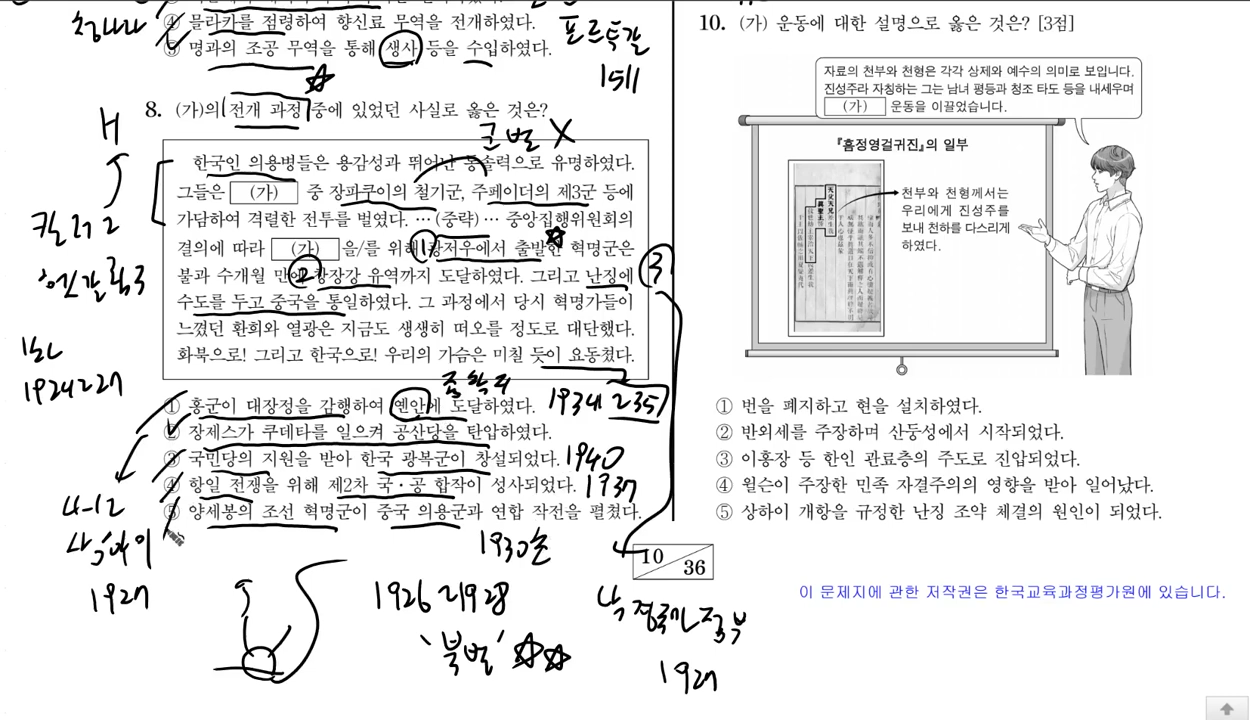 ④ 믈라카를 점령하여 향신료 무역을 전개하였다.
⑤ 명과의 조공 무역을 통해 생사 등을 수입하였다.
포르투갈
1511
8. (가)의 전개 과정 중에 있었던 사실로 옳은 것은?
군벌 X
H
한국인 의용병들은 용감성과 뛰어난 통솔력으로 유명하였다.
그들은 (가) 중 장파쿠이의 철기군, 주페이더의 제3군 등에
가담하여 격렬한 전투를 벌였다. … (중략) … 중앙집행위원회의
결의에 따라 (가) 을/를 위해 광저우에서 출발한 혁명군은
불과 수개월 만에 창장강 유역까지 도달하였다. 그리고 난징에
수도를 두고 중국을 통일하였다. 그 과정에서 당시 혁명가들이
느꼈던 환희와 열광은 지금도 생생히 떠오를 정도로 대단했다.
화북으로! 그리고 한국으로! 우리의 가슴은 미칠 듯이 요동쳤다.
① ② ③
① 홍군이 대장정을 감행하여 옌안에 도달하였다.
② 장제스가 쿠데타를 일으켜 공산당을 탄압하였다.
③ 국민당의 지원을 받아 한국 광복군이 창설되었다. 1940
④ 항일 전쟁을 위해 제2차 국·공 합작이 성사되었다. 1937
⑤ 양세봉의 조선 혁명군이 중국 의용군과 연합 작전을 펼쳤다.
4-12
1927
1926 1928
'북벌'
1927
10
36
10. (가) 운동에 대한 설명으로 옳은 것은? [3점]
자료의 천부와 천형은 각각 상제와 예수의 의미로 보입니다.
진성주라 자칭하는 그는 남녀 평등과 청조 타도 등을 내세우며
(가) 운동을 이끌었습니다.
『흠정영걸귀진』의 일부
천부와 천형께서는
우리에게 진성주를
보내 천하를 다스리게
하였다.
① 번을 폐지하고 현을 설치하였다.
② 반외세를 주장하며 산둥성에서 시작되었다.
③ 이홍장 등 한인 관료층의 주도로 진압되었다.
④ 윌슨이 주장한 민족 자결주의의 영향을 받아 일어났다.
⑤ 상하이 개항을 규정한 난징 조약 체결의 원인이 되었다.
이 문제지에 관한 저작권은 한국교육과정평가원에 있습니다.